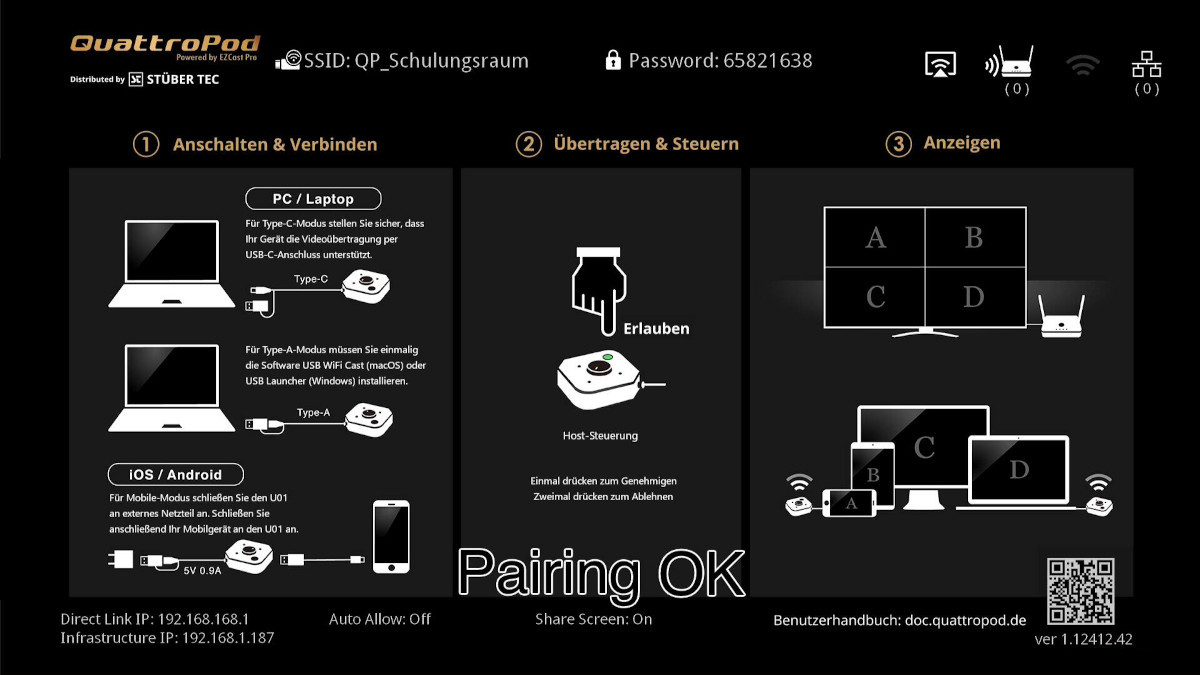 QuattroPod
Powered by EZCast Pro
Distributed by STÜBER TEC
SSID: QP_Schulungsraum
Password: 65821638
(0)
(0)
1 Anschalten & Verbinden
PC / Laptop
Für Type-C-Modus stellen Sie sicher, dass
Ihr Gerät die Videoübertragung per
USB-C-Anschluss unterstützt.
Type-C
Für Type-A-Modus müssen Sie einmalig
die Software USB WiFi Cast (macOS) oder
USB Launcher (Windows) installieren.
Type-A
iOS / Android
Für Mobile-Modus schließen Sie den U01
an externes Netzteil an. Schließen Sie
anschließend Ihr Mobilgerät an den U01 an.
5V 0.9A
2 Übertragen & Steuern
Erlauben
Host-Steuerung
Einmal drücken zum Genehmigen
Zweimal drücken zum Ablehnen
3 Anzeigen
A B
C D
C
B
D
A
Pairing OK
Direct Link IP: 192.168.168.1
Infrastructure IP: 192.168.1.187
Auto Allow: Off
Share Screen: On
Benutzerhandbuch: doc.quattropod.de
ver 1.12412.42